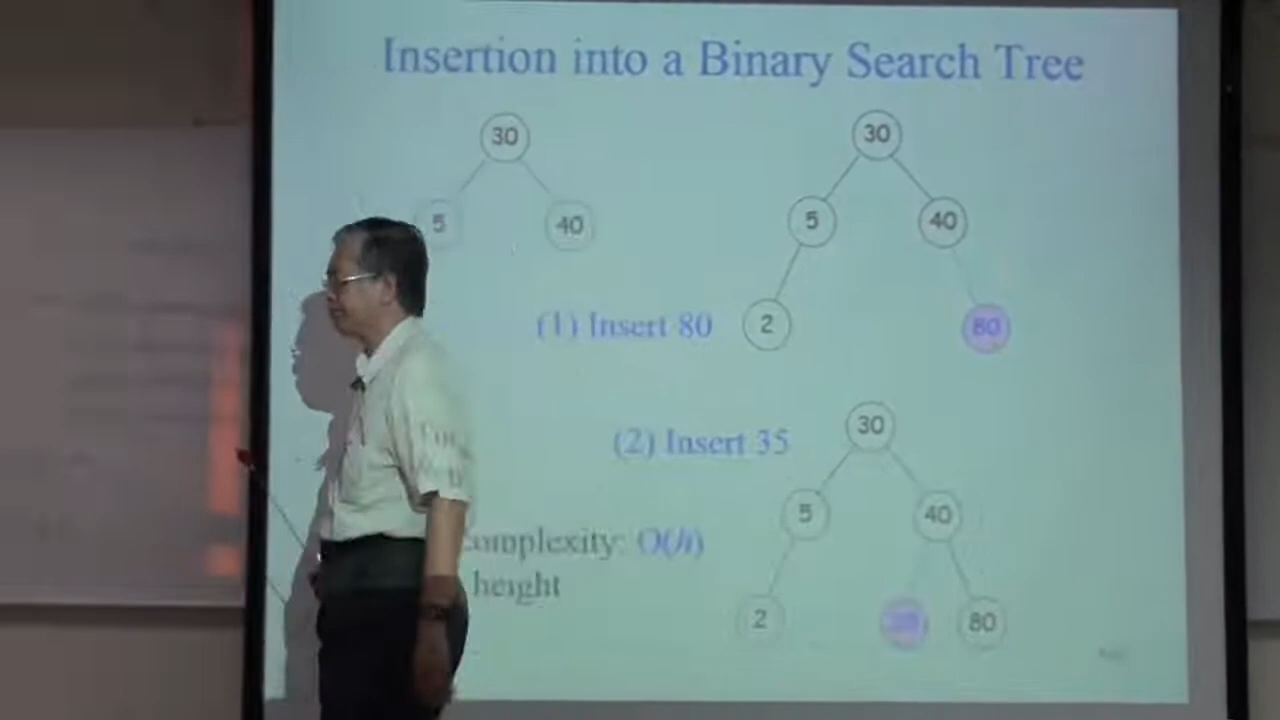 Insertion into a Binary Search Tree
30
5
40
30
5
40
2
80
(1) Insert 80
(2) Insert 35
30
5
40
2
80
complexity: O(h)
height